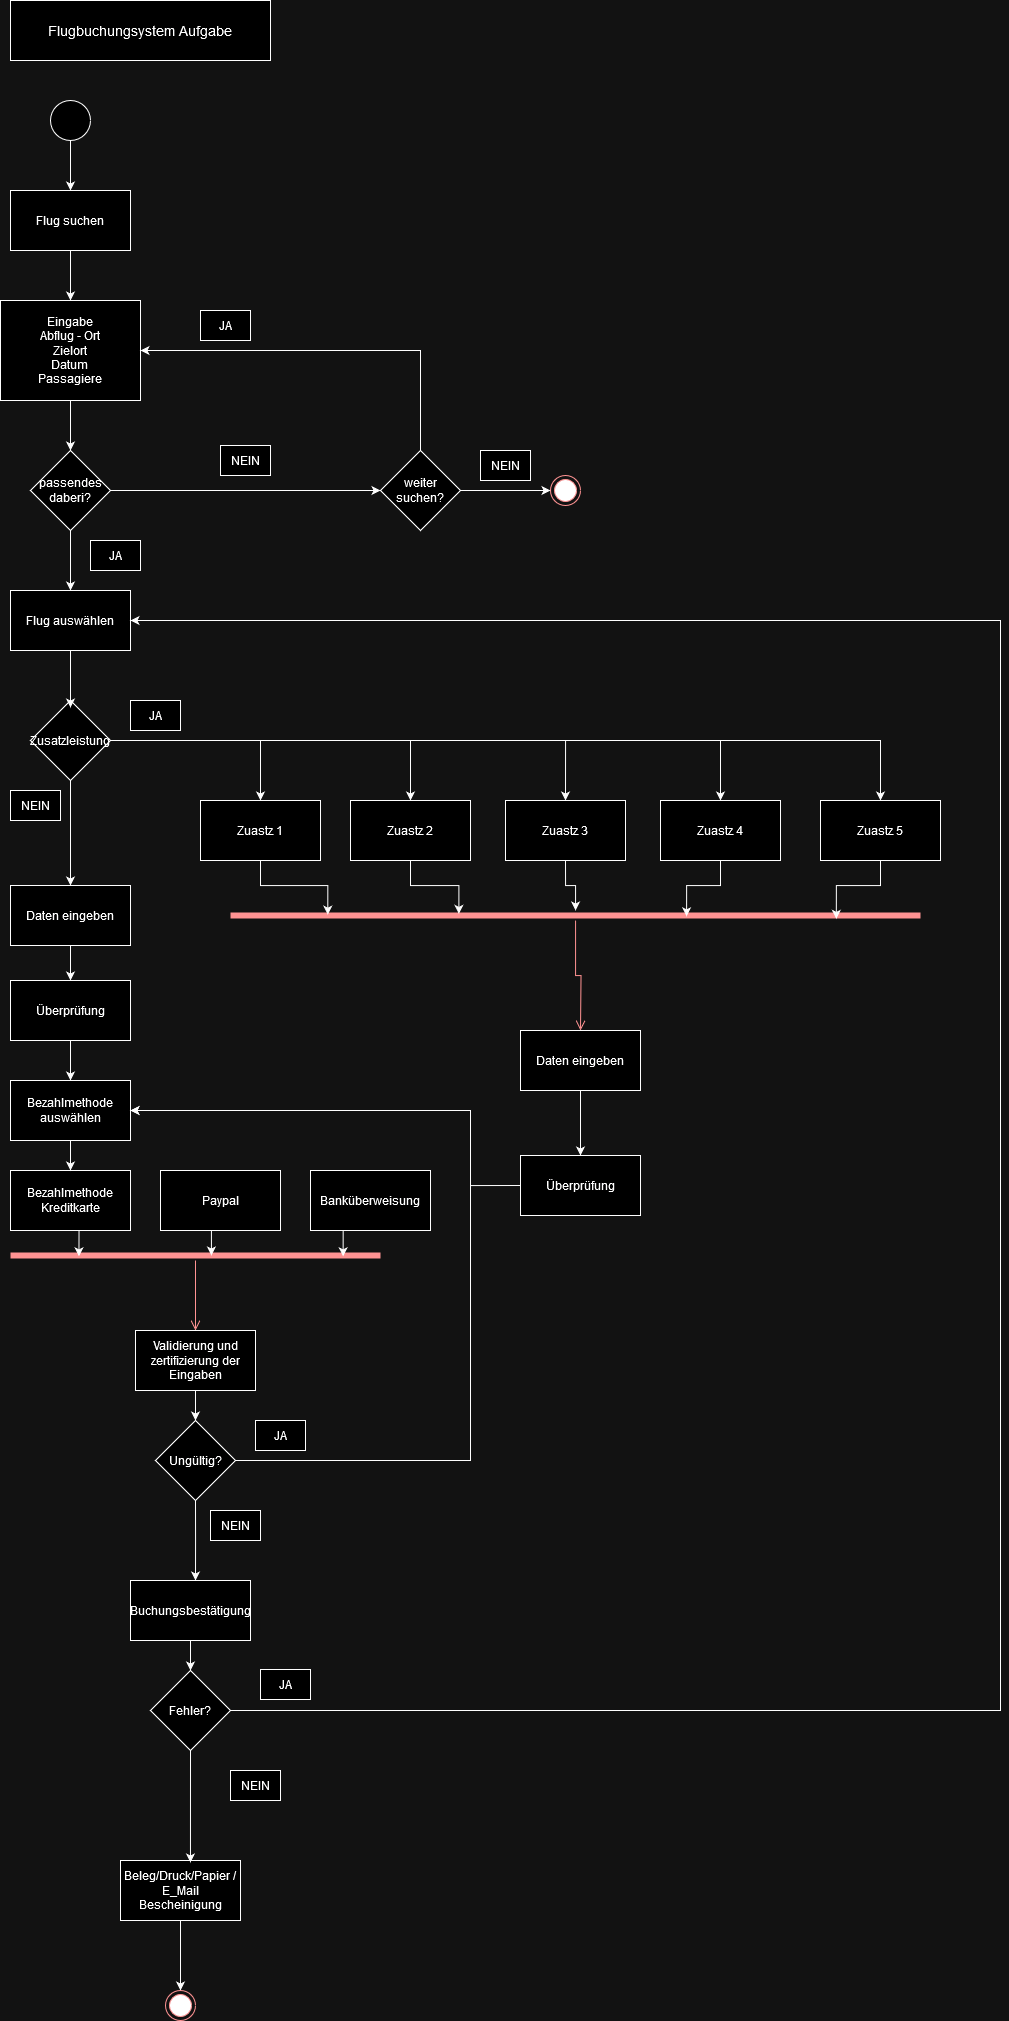 Flugbuchungsystem Aufgabe
Flug suchen
Eingabe
Abflug - Ort
Zielort
Datum
Passagiere
JA
passendes
daberi?
NEIN
weiter
suchen?
NEIN
JA
Flug auswählen
Zusatzleistung
JA
NEIN
Zuastz 1
Zuastz 2
Zuastz 3
Zuastz 4
Zuastz 5
Daten eingeben
Überprüfung
Daten eingeben
Bezahlmethode
auswählen
Überprüfung
Bezahlmethode
Kreditkarte
Paypal
Banküberweisung
Validierung und
zertifizierung der
Eingaben
JA
Ungültig?
NEIN
Buchungsbestätigung
JA
Fehler?
NEIN
Beleg/Druck/Papier /
E_Mail
Bescheinigung